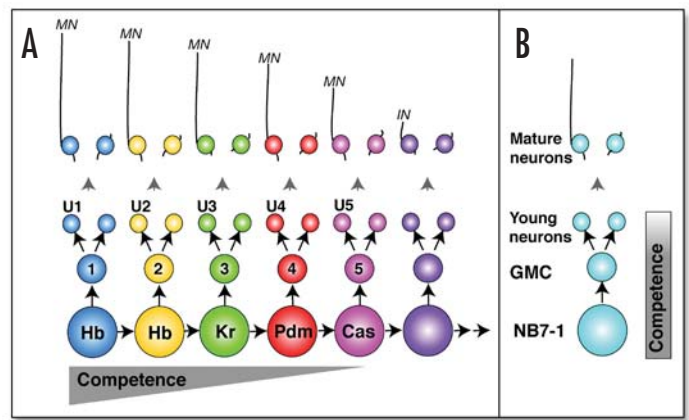 A
MN
MN
MN
MN
MN
IN
U1 U2 U3 U4 U5
1 2 3 4 5
Hb Hb Kr Pdm Cas
Competence
B
Mature
neurons
Young
neurons
GMC
NB7-1
Competence